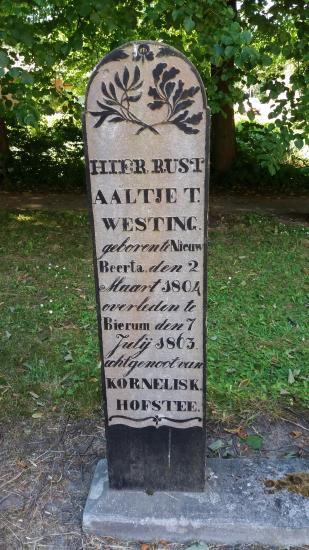 HIER RUST
AALTJE T.
WESTING.
geboren te Nieuw
Beerta. den 2
Maart 1804
overleden te
Bierum den 7
Julij 1863.
achtgenoot van
KORNELIS K.
HOFSTEE.